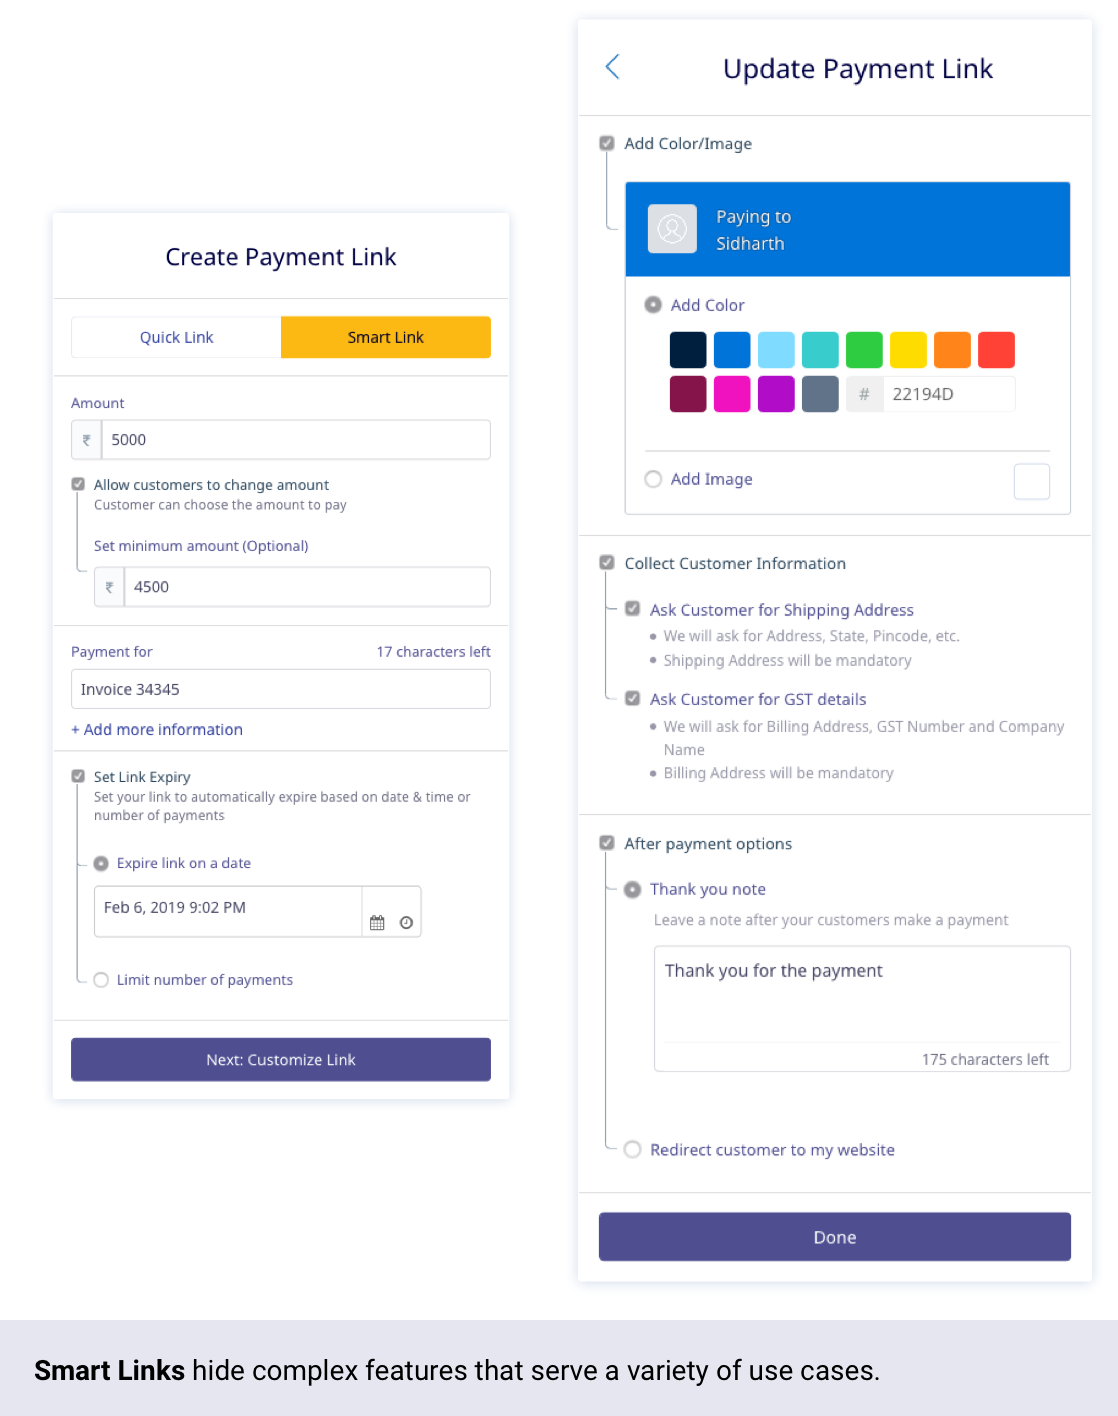 Create Payment Link
Quick Link
Smart Link
Amount
₹ 5000
Allow customers to change amount
Customer can choose the amount to pay
Set minimum amount (Optional)
₹ 4500
Payment for 17 characters left
Invoice 34345
+ Add more information
Set Link Expiry
Set your link to automatically expire based on date & time or
number of payments
Expire link on a date
Feb 6, 2019 9:02 PM
Limit number of payments
Next: Customize Link
Update Payment Link
Add Color/Image
Paying to
Sidharth
Add Color
# 22194D
Add Image
Collect Customer Information
Ask Customer for Shipping Address
• We will ask for Address, State, Pincode, etc.
• Shipping Address will be mandatory
Ask Customer for GST details
• We will ask for Billing Address, GST Number and Company
Name
• Billing Address will be mandatory
After payment options
Thank you note
Leave a note after your customers make a payment
Thank you for the payment
175 characters left
Redirect customer to my website
Done
Smart Links hide complex features that serve a variety of use cases.